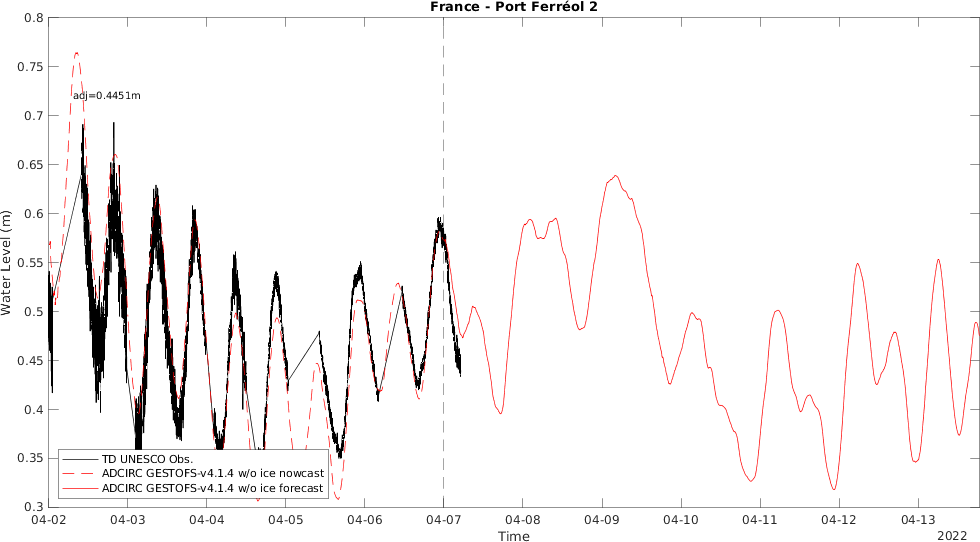 France - Port Ferréol 2
0.8
0.75
0.7
0.65
0.6
0.55
0.5
0.45
0.4
0.35
0.3
Water Level (m)
adj=0.4451m
TD UNESCO Obs.
ADCIRC GESTOFS-v4.1.4 w/o ice nowcast
ADCIRC GESTOFS-v4.1.4 w/o ice forecast
04-02 04-03 04-04 04-05 04-06 04-07 04-08 04-09 04-10 04-11 04-12 04-13
Time
2022